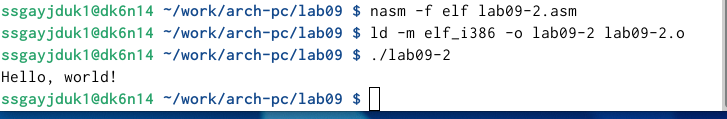 ssgayjduk1@dk6n14 ~/work/arch-pc/lab09 $ nasm -f elf lab09-2.asm
ssgayjduk1@dk6n14 ~/work/arch-pc/lab09 $ ld -m elf_i386 -o lab09-2 lab09-2.o
ssgayjduk1@dk6n14 ~/work/arch-pc/lab09 $ ./lab09-2
Hello, world!
ssgayjduk1@dk6n14 ~/work/arch-pc/lab09 $